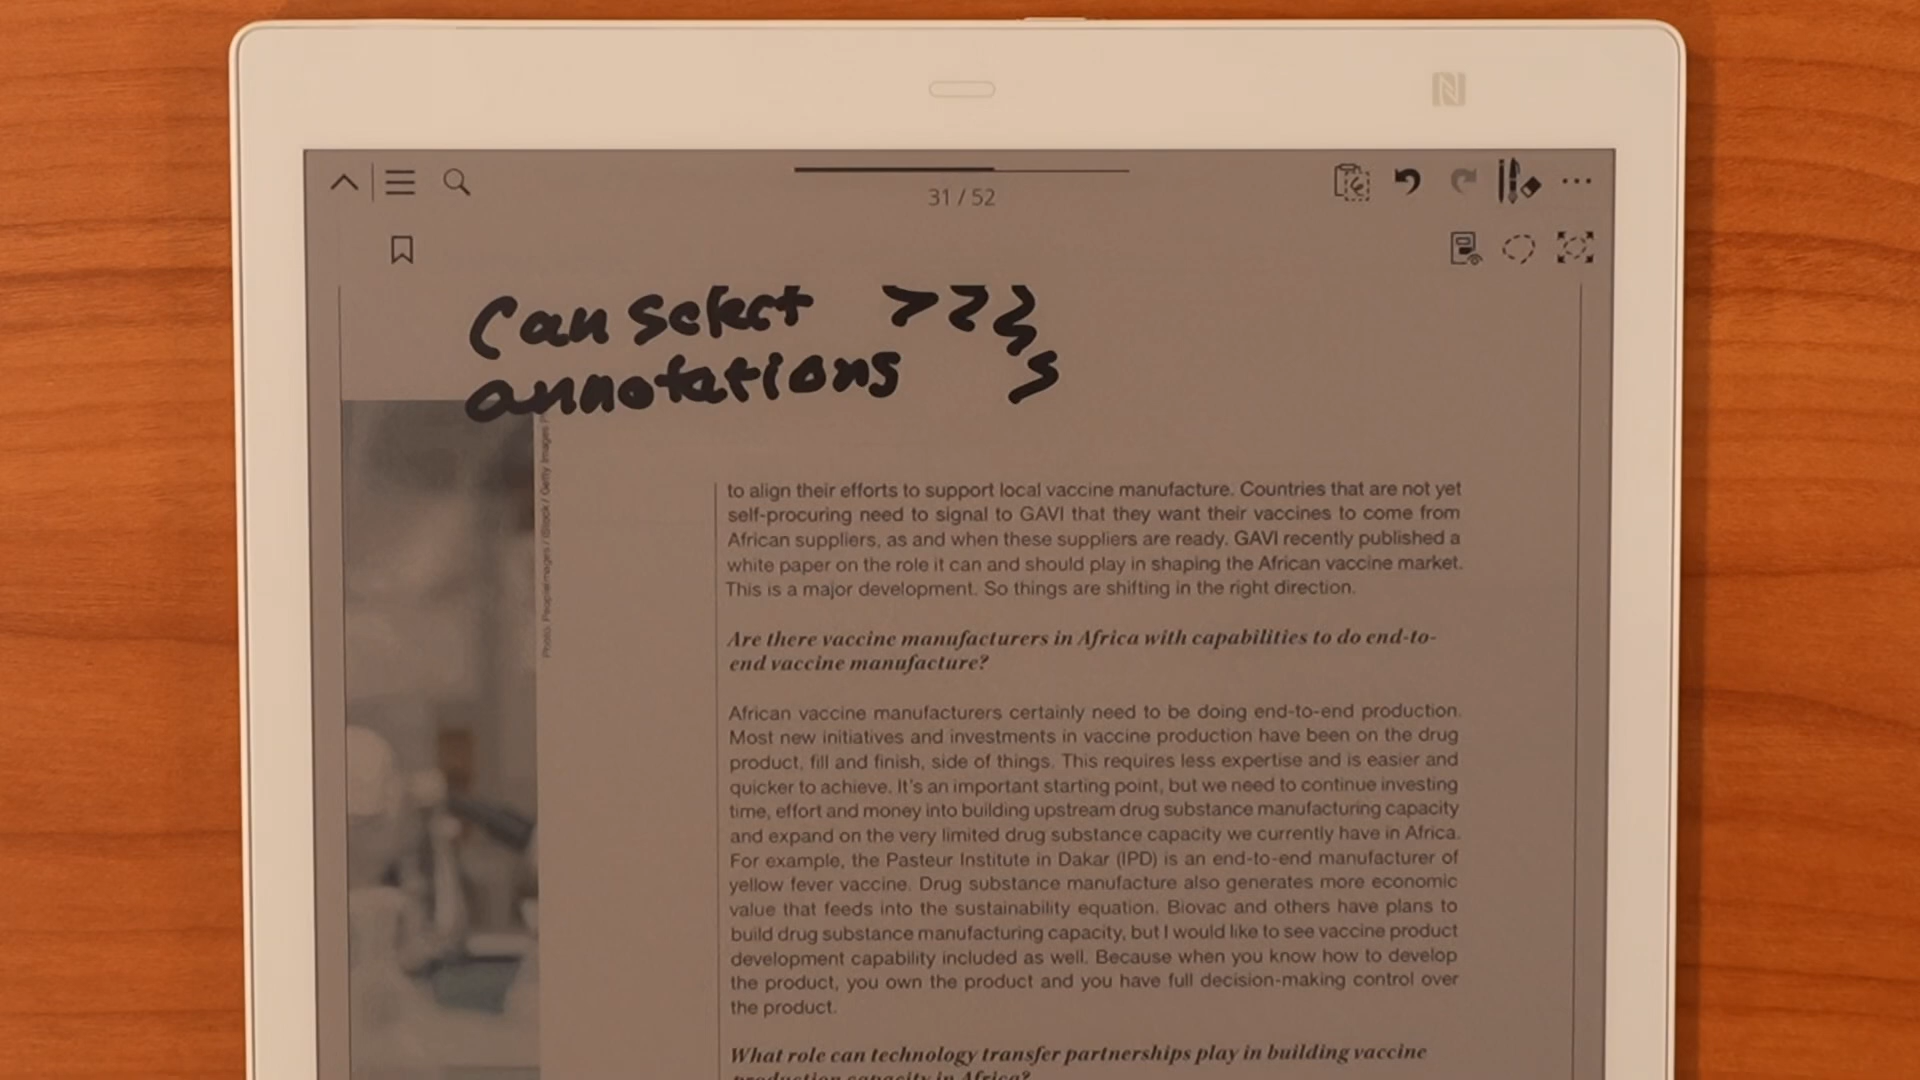 31 / 52
Can select
annotations
Photo: Peopleimages / iStock / Getty Images
to align their efforts to support local vaccine manufacture. Countries that are not yet
self-procuring need to signal to GAVI that they want their vaccines to come from
African suppliers, as and when these suppliers are ready. GAVI recently published a
white paper on the role it can and should play in shaping the African vaccine market.
This is a major development. So things are shifting in the right direction.
Are there vaccine manufacturers in Africa with capabilities to do end-to-
end vaccine manufacture?
African vaccine manufacturers certainly need to be doing end-to-end production.
Most new initiatives and investments in vaccine production have been on the drug
product, fill and finish, side of things. This requires less expertise and is easier and
quicker to achieve. It's an important starting point, but we need to continue investing
time, effort and money into building upstream drug substance manufacturing capacity
and expand on the very limited drug substance capacity we currently have in Africa.
For example, the Pasteur Institute in Dakar (IPD) is an end-to-end manufacturer of
yellow fever vaccine. Drug substance manufacture also generates more economic
value that feeds into the sustainability equation. Biovac and others have plans to
build drug substance manufacturing capacity, but I would like to see vaccine product
development capability included as well. Because when you know how to develop
the product, you own the product and you have full decision-making control over
the product.
What role can technology transfer partnerships play in building vaccine
production capacity in Africa?